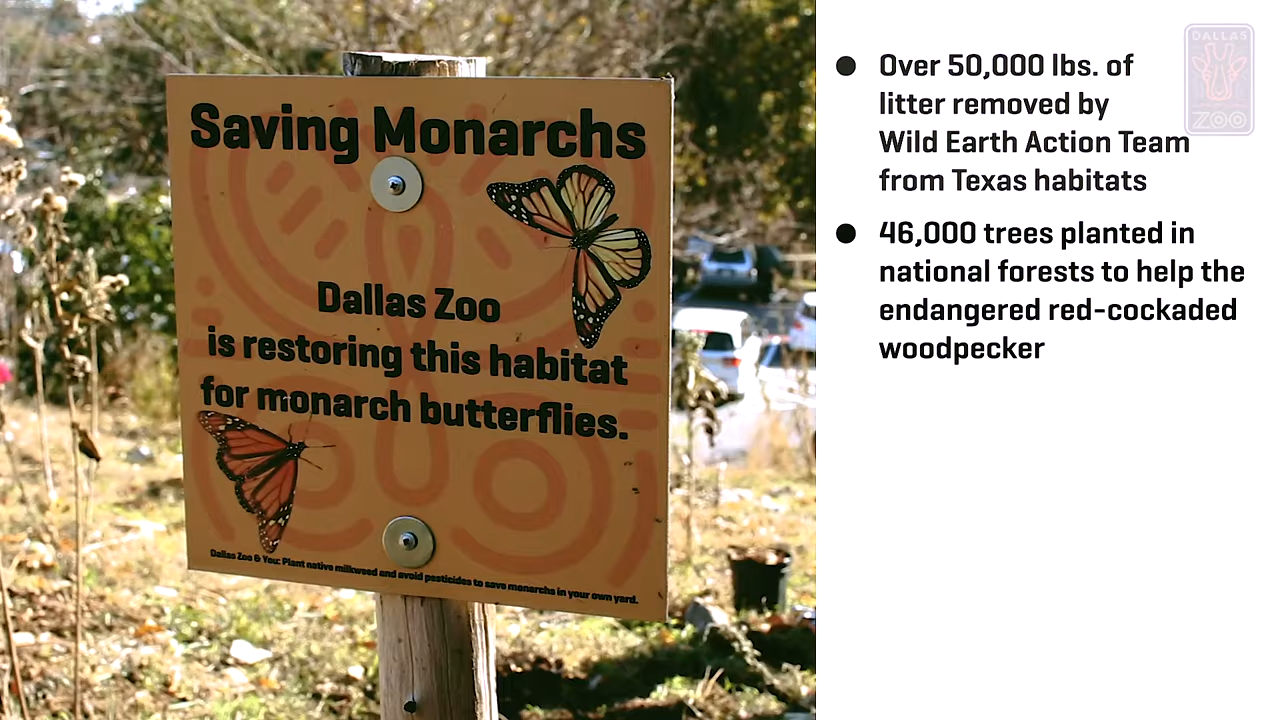 Saving Monarchs
Dallas Zoo
is restoring this habitat
for monarch butterflies.
Dallas Zoo & You: Plant native milkweed and avoid pesticides to save monarchs in your own yard.
● Over 50,000 lbs. of
litter removed by
Wild Earth Action Team
from Texas habitats
● 46,000 trees planted in
national forests to help the
endangered red-cockaded
woodpecker
DALLAS
ZOO